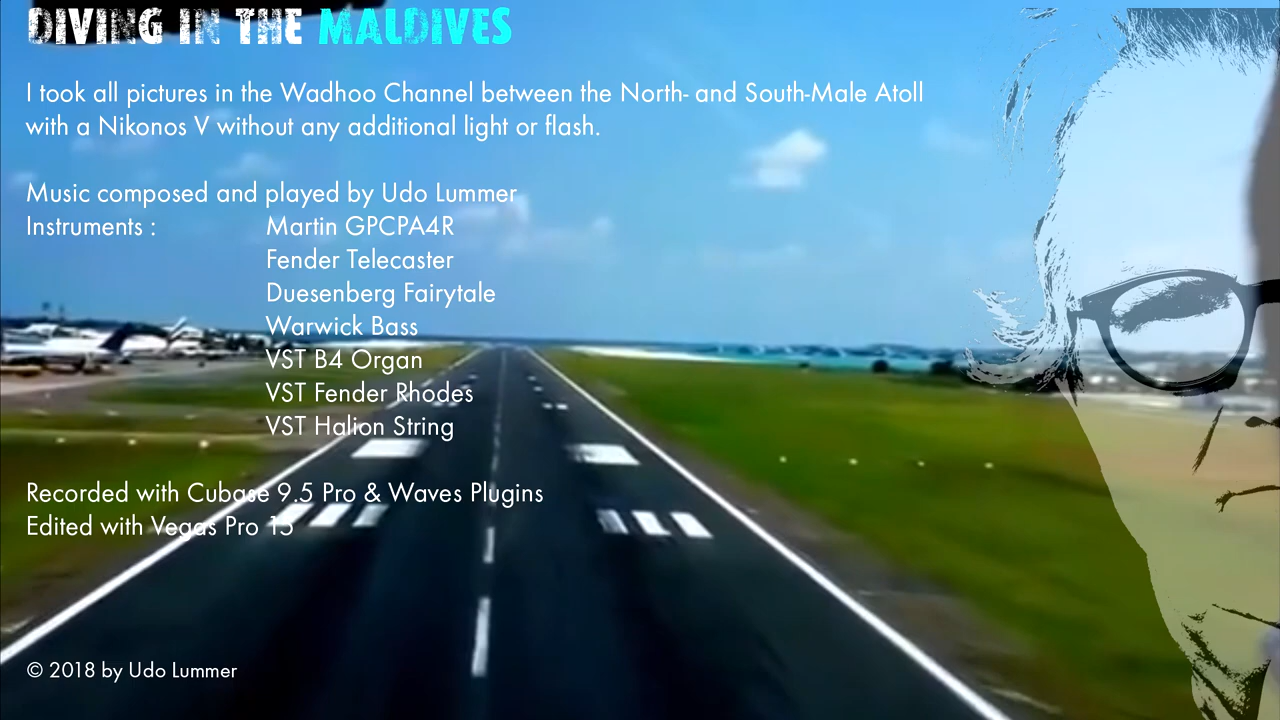 DIVING IN THE MALDIVES
I took all pictures in the Wadhoo Channel between the North- and South-Male Atoll
with a Nikonos V without any additional light or flash.
Music composed and played by Udo Lummer
Instruments : Martin GPCPA4R
Fender Telecaster
Duesenberg Fairytale
Warwick Bass
VST B4 Organ
VST Fender Rhodes
VST Halion String
Recorded with Cubase 9.5 Pro & Waves Plugins
Edited with Vegas Pro 15
© 2018 by Udo Lummer